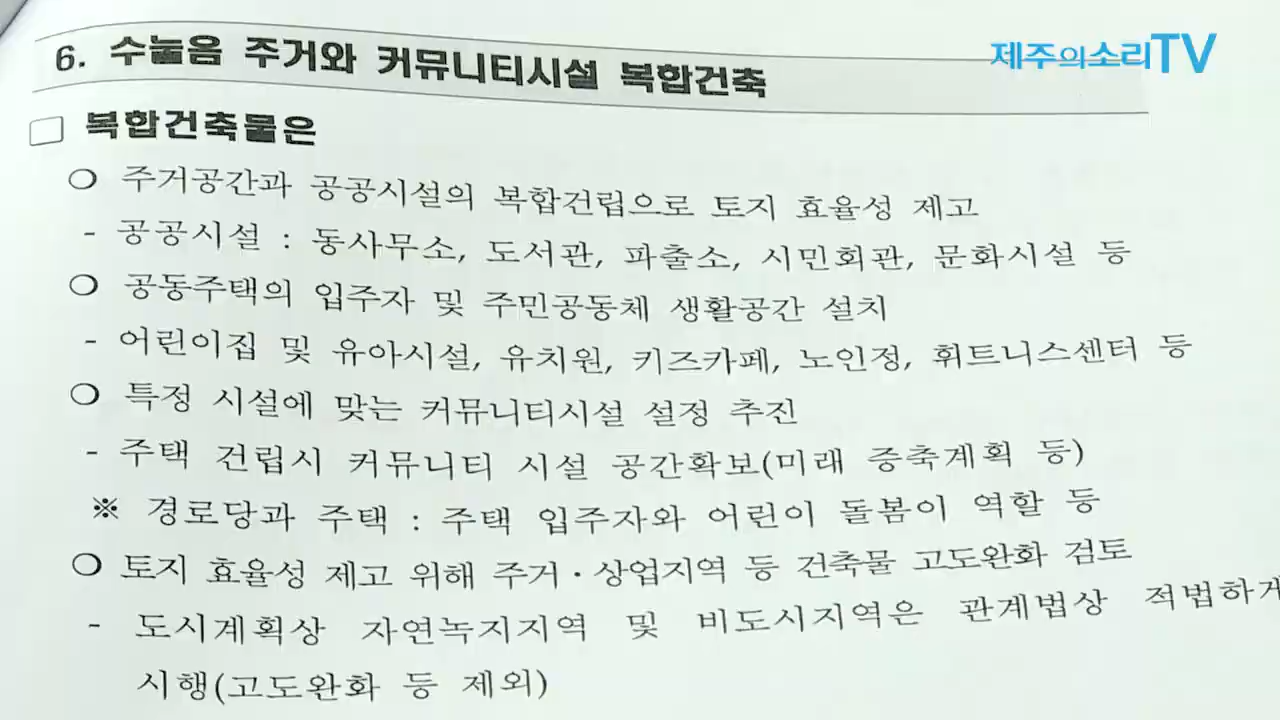 제주의소리TV
6. 수눌음 주거와 커뮤니티시설 복합건축
□ 복합건축물은
❍ 주거공간과 공공시설의 복합건립으로 토지 효율성 제고
- 공공시설 : 동사무소, 도서관, 파출소, 시민회관, 문화시설 등
❍ 공동주택의 입주자 및 주민공동체 생활공간 설치
- 어린이집 및 유아시설, 유치원, 키즈카페, 노인정, 휘트니스센터 등
❍ 특정 시설에 맞는 커뮤니티시설 설정 추진
- 주택 건립시 커뮤니티 시설 공간확보(미래 증축계획 등)
※ 경로당과 주택 : 주택 입주자와 어린이 돌봄이 역할 등
❍ 토지 효율성 제고 위해 주거·상업지역 등 건축물 고도완화 검토
- 도시계획상 자연녹지지역 및 비도시지역은 관계법상 적법하게
시행(고도완화 등 제외)